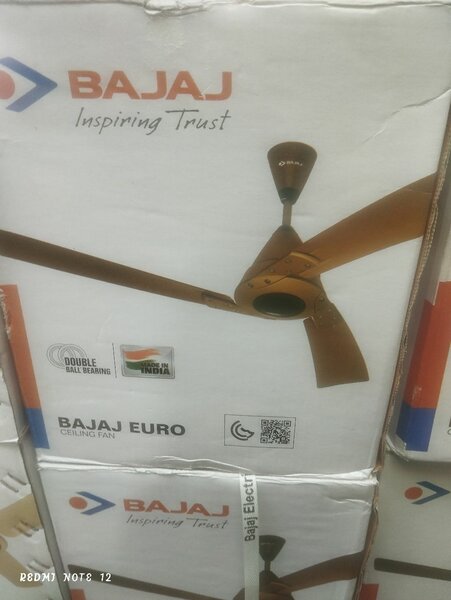 BAJAJ
Inspiring Trust
BAJAJ
DOUBLE
BALL BEARING
MADE IN
INDIA
BAJAJ EURO
CEILING FAN
BAJAJ
Inspiring Trust
Bajaj Electr
REDMI NOTE 12